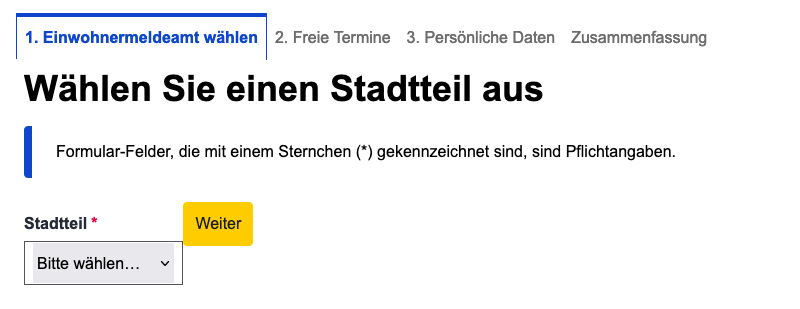 1. Einwohnermeldeamt wählen 2. Freie Termine 3. Persönliche Daten Zusammenfassung
Wählen Sie einen Stadtteil aus
Formular-Felder, die mit einem Sternchen (*) gekennzeichnet sind, sind Pflichtangaben.
Stadtteil * Weiter
Bitte wählen…